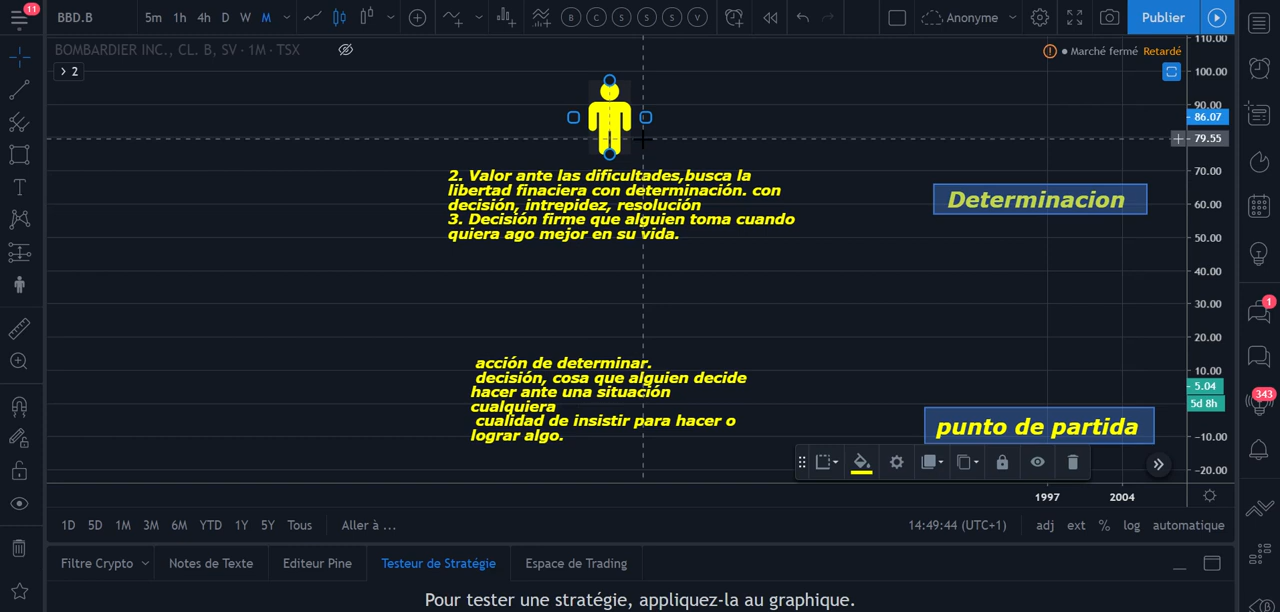 11
BBD.B
5m 1h 4h D W M
B C S S S V
Anonyme
Publier
BOMBARDIER INC., CL. B, SV · 1M · TSX
Marché fermé Retardé
> 2
110.00
100.00
90.00
86.07
79.55
70.00
60.00
50.00
40.00
30.00
20.00
10.00
5.04
5d 8h
−10.00
−20.00
2. Valor ante las dificultades,busca la
libertad finaciera con determinación. con
decisión, intrepidez, resolución
3. Decisión firme que alguien toma cuando
quiera ago mejor en su vida.
Determinacion
acción de determinar.
decisión, cosa que alguien decide
hacer ante una situación
cualquiera
cualidad de insistir para hacer o
lograr algo.
punto de partida
1
343
1997 2004
1D 5D 1M 3M 6M YTD 1Y 5Y Tous Aller à ...
14:49:44 (UTC+1) adj ext % log automatique
Filtre Crypto Notes de Texte Editeur Pine Testeur de Stratégie Espace de Trading
Pour tester une stratégie, appliquez-la au graphique.